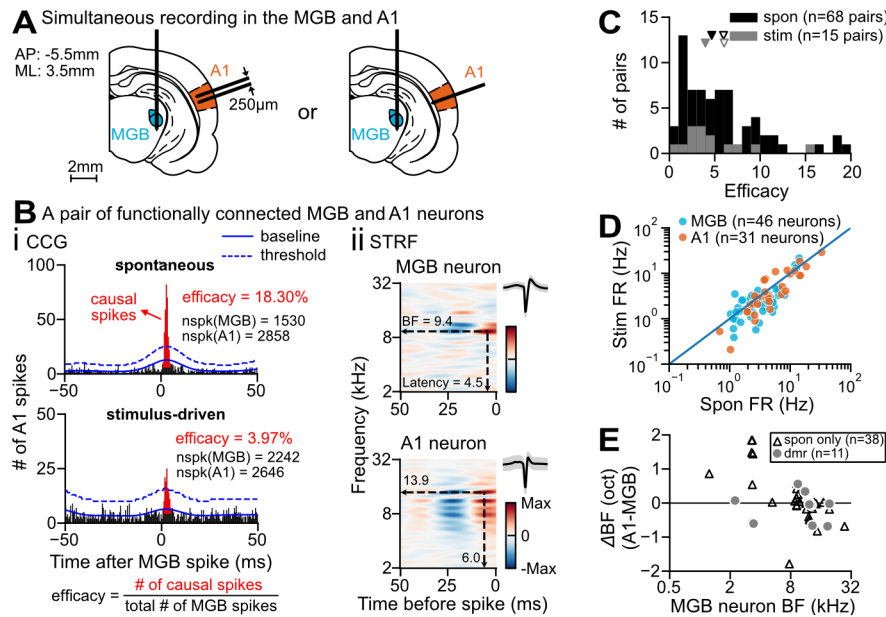 A Simultaneous recording in the MGB and A1
AP: -5.5mm
ML: 3.5mm
A1
250µm
MGB
2mm
or
A1
MGB
B A pair of functionally connected MGB and A1 neurons
i CCG
baseline
threshold
spontaneous
100
50
0
causal
spikes
efficacy = 18.30%
nspk(MGB) = 1530
nspk(A1) = 2858
−50 0 50
# of A1 spikes
stimulus-driven
50
25
0
efficacy = 3.97%
nspk(MGB) = 2242
nspk(A1) = 2646
−50 0 50
Time after MGB spike (ms)
efficacy = # of causal spikes
total # of MGB spikes
ii STRF
MGB neuron
32
8
2
BF = 9.4
Latency = 4.5
50 25 0
Frequency (kHz)
A1 neuron
32
8
2
13.9
6.0
Max
0
-Max
50 25 0
Time before spike (ms)
C
15
10
5
0
# of pairs
spon (n=68 pairs)
stim (n=15 pairs)
0 5 10 15 20
Efficacy
D
MGB (n=46 neurons)
A1 (n=31 neurons)
10²
10¹
10⁰
10⁻¹
Stim FR (Hz)
10⁻¹ 10⁰ 10¹ 10²
Spon FR (Hz)
E
spon only (n=38)
dmr (n=11)
2
1
0
−1
−2
ΔBF (oct)
(A1-MGB)
0.5 2 8 32
MGB neuron BF (kHz)